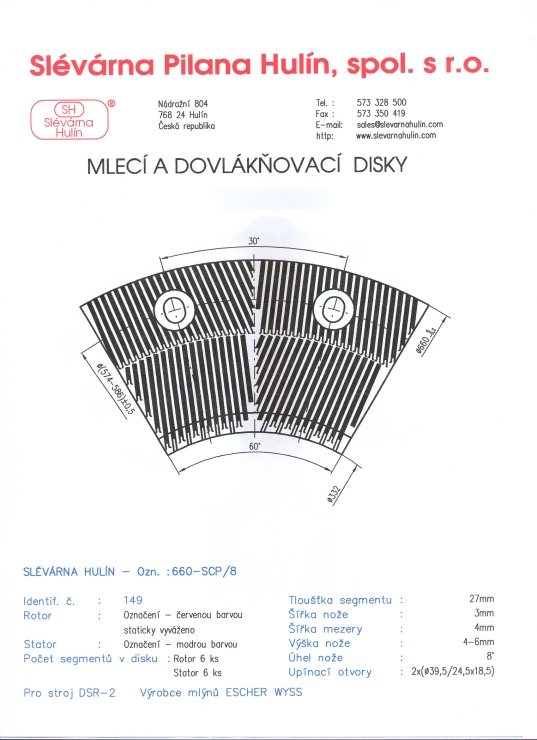 Slévárna Pilana Hulín, spol. s r.o.
SH
Slévárna
Hulín
®
Nádražní 804
768 24 Hulín
Česká republika
Tel. : 573 328 500
Fax : 573 350 419
E-mail: sales@slevarnahulin.com
http: www.slevarnahulin.com
MLECÍ A DOVLÁKŇOVACÍ DISKY
30°
ø660
ø(574-586)±0,5
60°
ø332
SLÉVÁRNA HULÍN - Ozn. :660-SCP/8
Identif. č. : 149
Rotor : Označení - červenou barvou
staticky vyváženo
Stator : Označení - modrou barvou
Počet segmentů v disku : Rotor 6 ks
Stator 6 ks
Pro stroj DSR-2 Výrobce mlýnů ESCHER WYSS
Tloušťka segmentu : 27mm
Šířka nože : 3mm
Šířka mezery : 4mm
Výška nože : 4-6mm
Úhel nože : 8°
Upínací otvory : 2x(ø39,5/24,5x18,5)